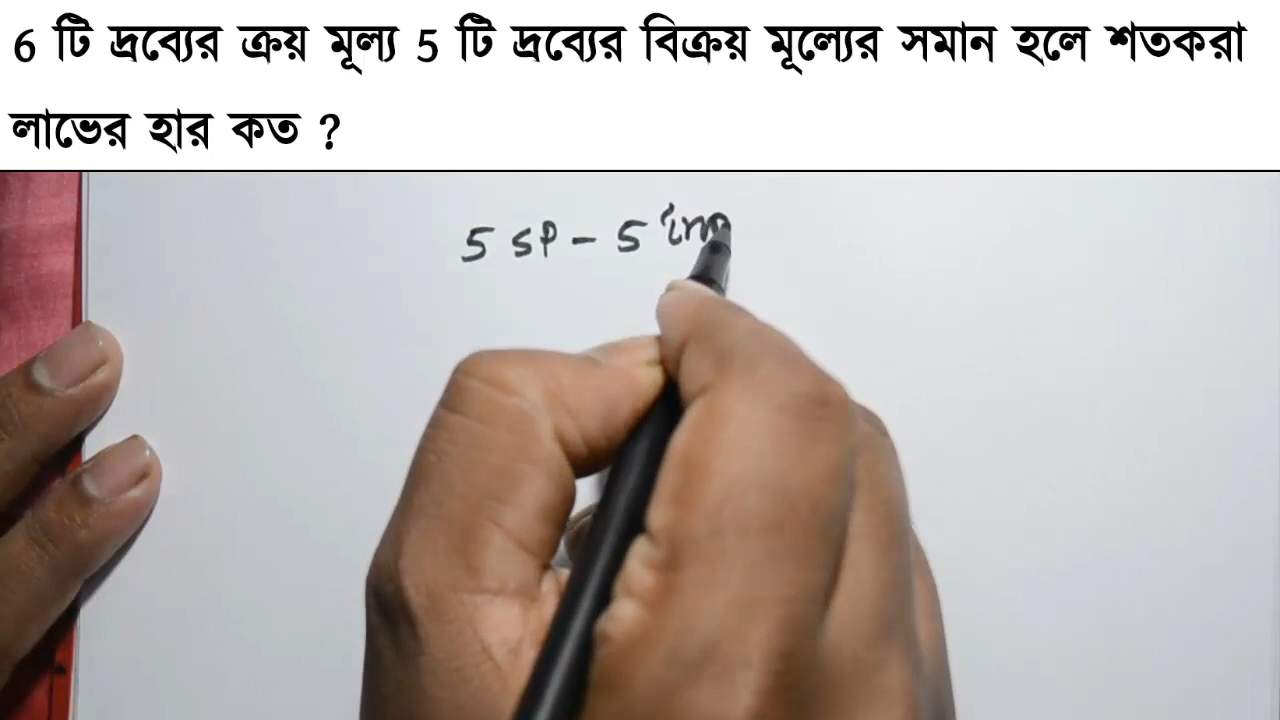 6 টি দ্রব্যের ক্রয় মূল্য 5 টি দ্রব্যের বিক্রয় মূল্যের সমান হলে শতকরা
লাভের হার কত ?
5 SP - 5